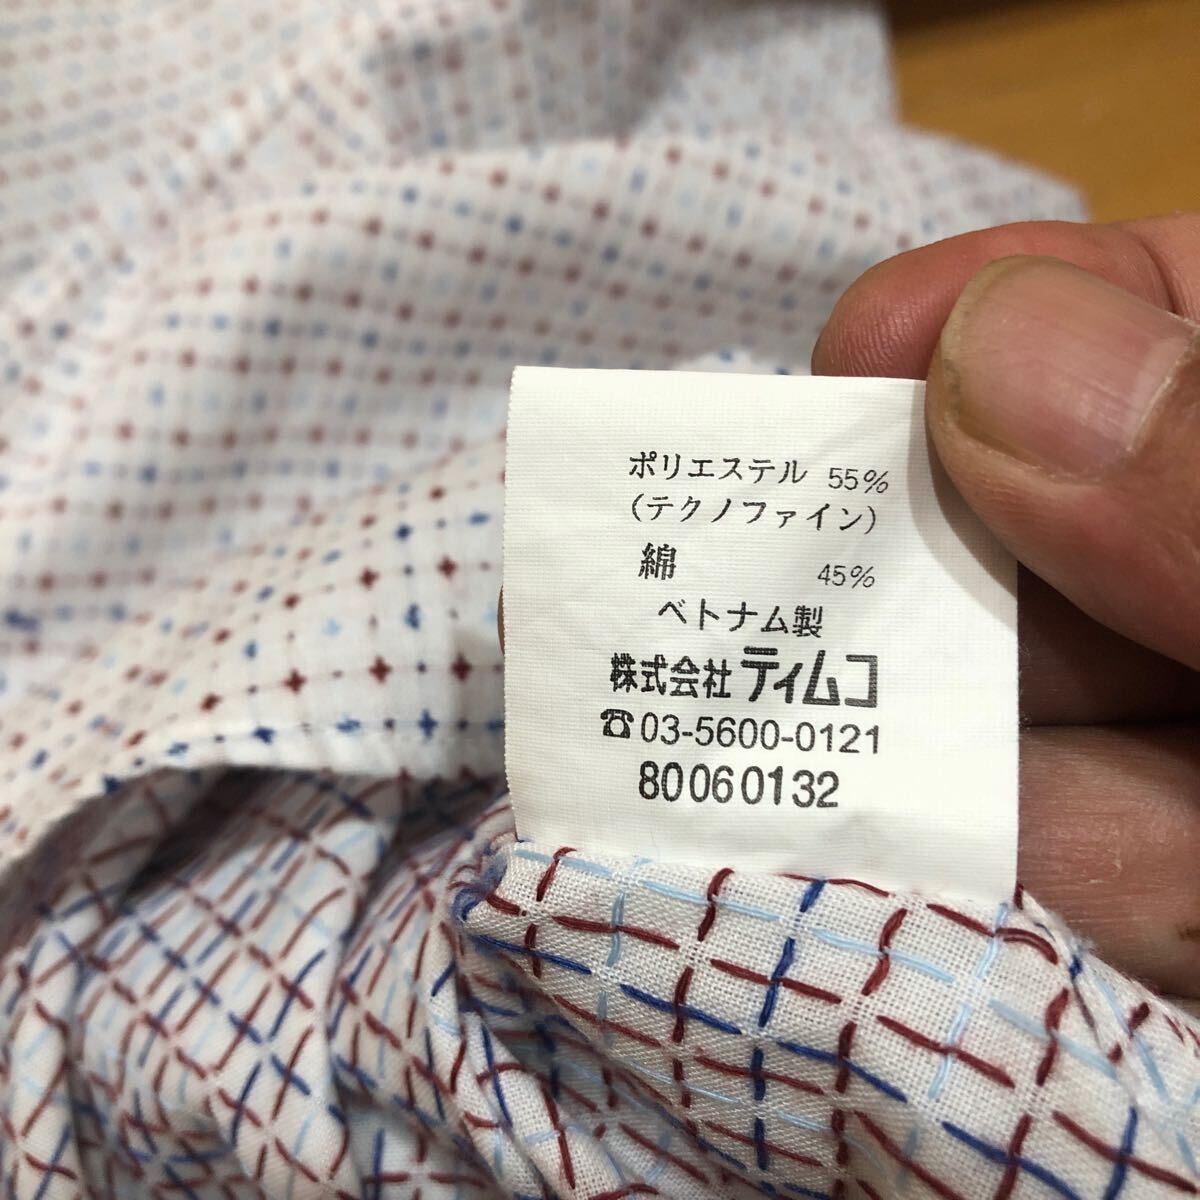 ポリエステル 55%
(テクノファイン)
綿 45%
ベトナム製
株式会社ティムコ
☎03-5600-0121
80060132